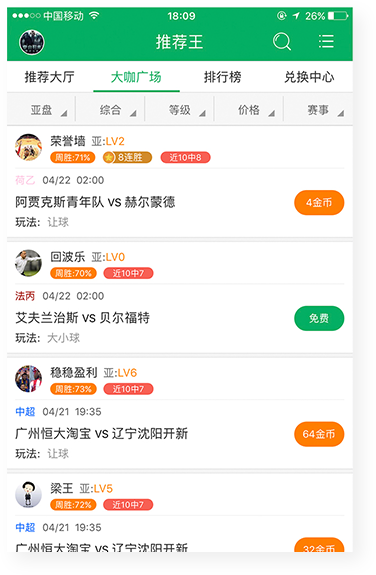 中国移动 18:09 26%
推荐王
推荐大厅 大咖广场 排行榜 兑换中心
亚盘 综合 等级 价格 赛事
荣誉墙 亚:LV2
周胜:71% 8连胜 近10中8
荷乙 04/22 02:00
阿贾克斯青年队 vs 赫尔蒙德
4金币
玩法: 让球
回波乐 亚:LV0
周胜:70% 近10中7
法丙 04/22 02:00
艾夫兰治斯 vs 贝尔福特
免费
玩法: 大小球
稳稳盈利 亚:LV6
周胜:73% 近10中7
中超 04/21 19:35
广州恒大淘宝 vs 辽宁沈阳开新
64金币
玩法: 让球
梁王 亚:LV5
周胜:72% 近10中7
中超 04/21 19:35
广州恒大淘宝 vs 辽宁沈阳开新
32金币